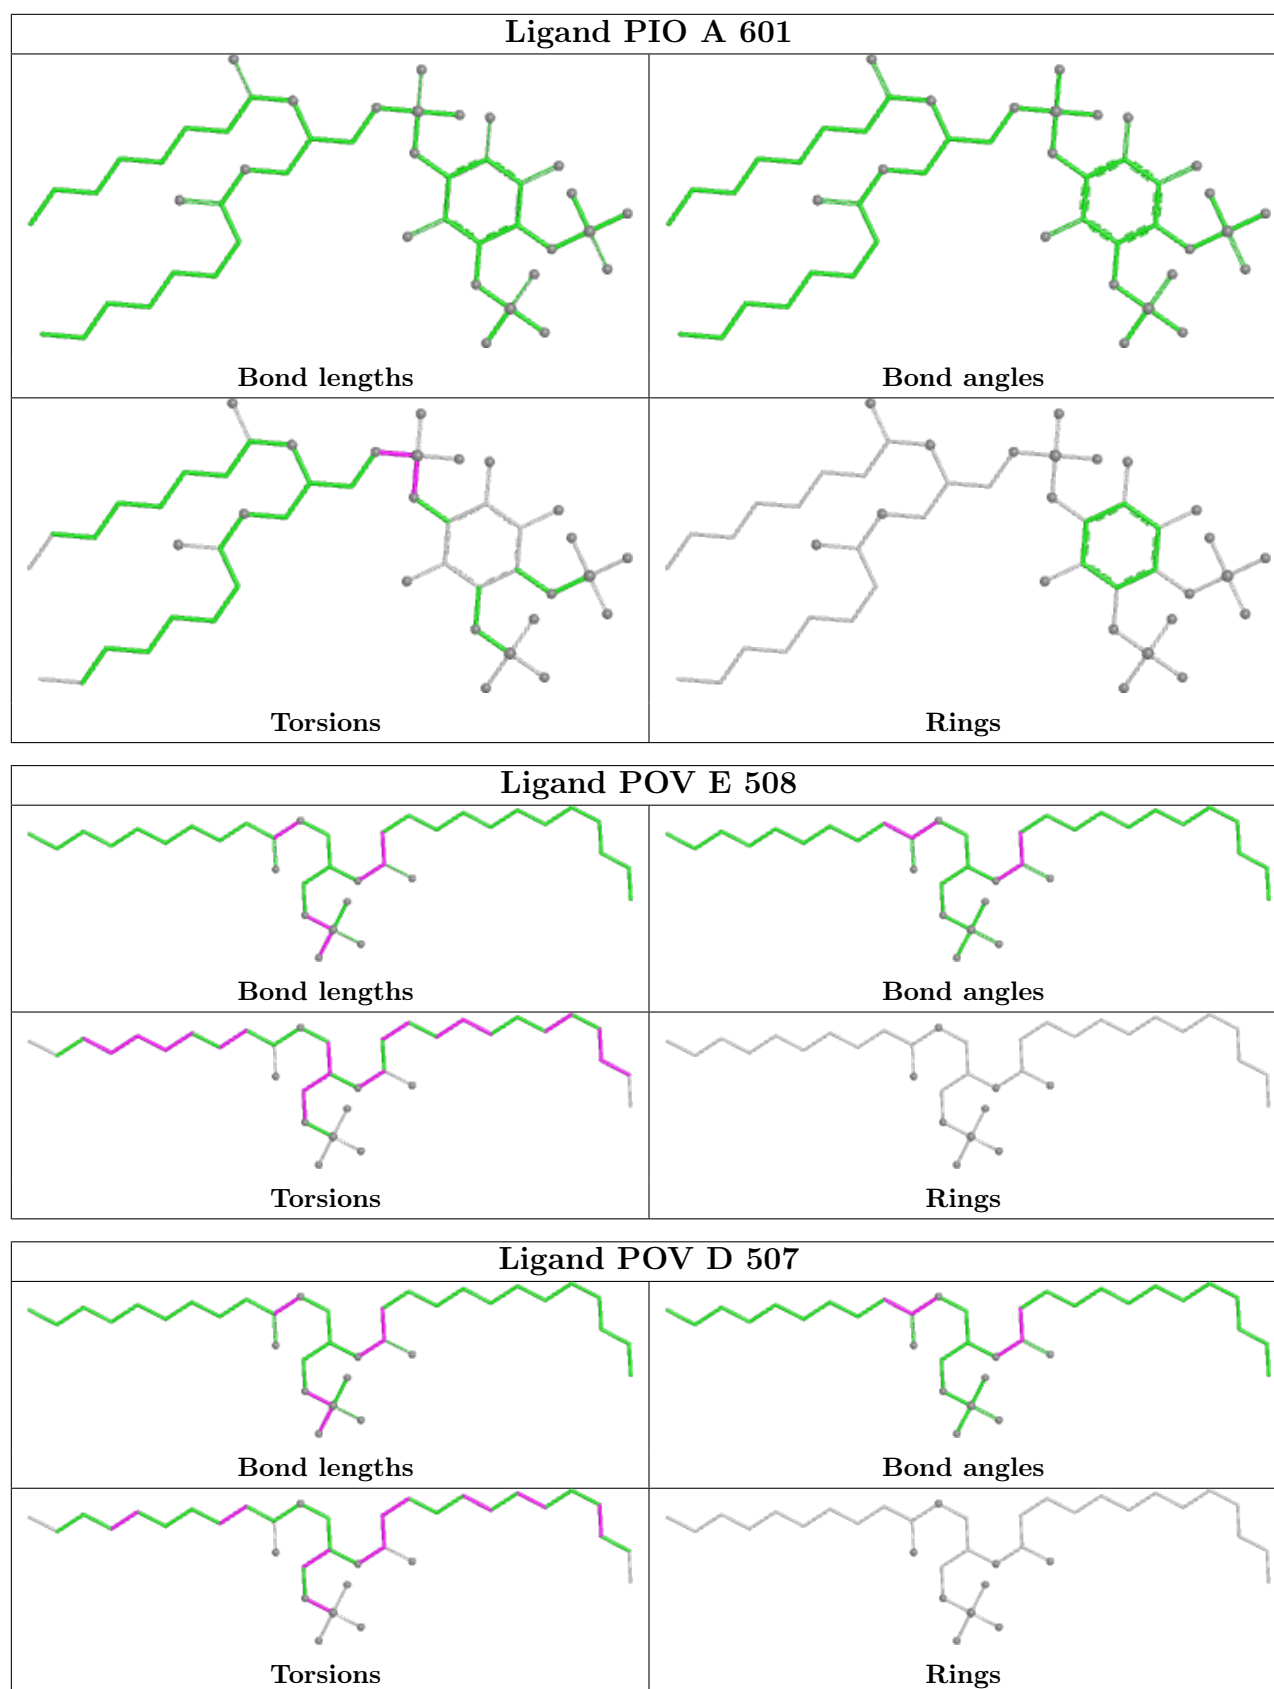 Ligand PIO A 601
Bond lengths
Bond angles
Torsions
Rings
Ligand POV E 508
Bond lengths
Bond angles
Torsions
Rings
Ligand POV D 507
Bond lengths
Bond angles
Torsions
Rings